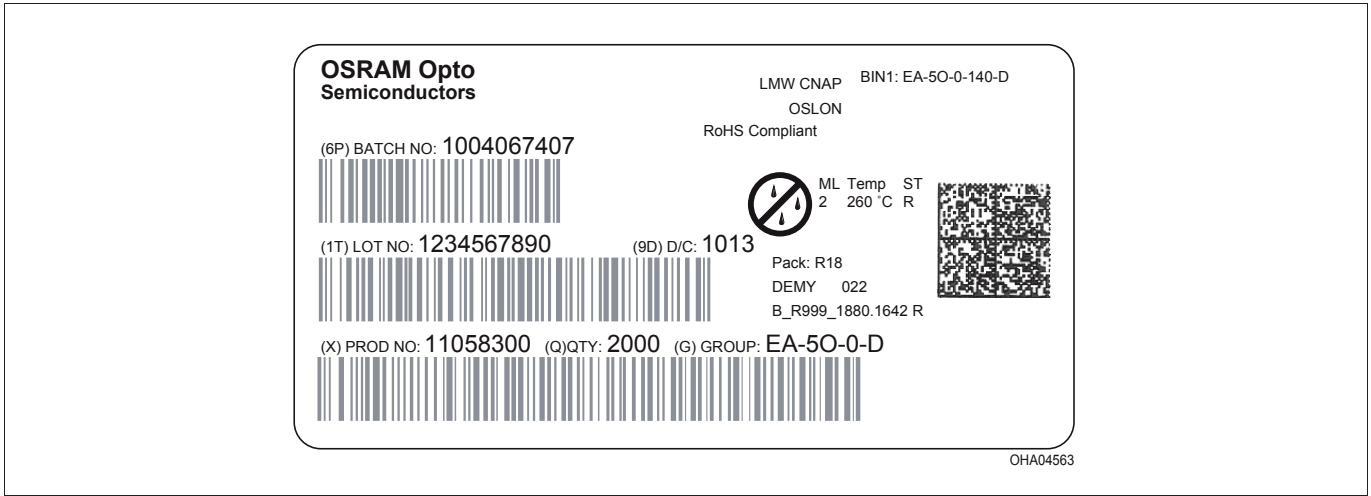 OSRAM Opto
Semiconductors
LMW CNAP
BIN1: EA-5O-0-140-D
OSLON
RoHS Compliant
(6P) BATCH NO: 1004067407
ML Temp ST
2 260 ˚C R
(1T) LOT NO: 1234567890
(9D) D/C: 1013
Pack: R18
DEMY 022
B_R999_1880.1642 R
(X) PROD NO: 11058300 (Q)QTY: 2000 (G) GROUP: EA-5O-0-D
OHA04563